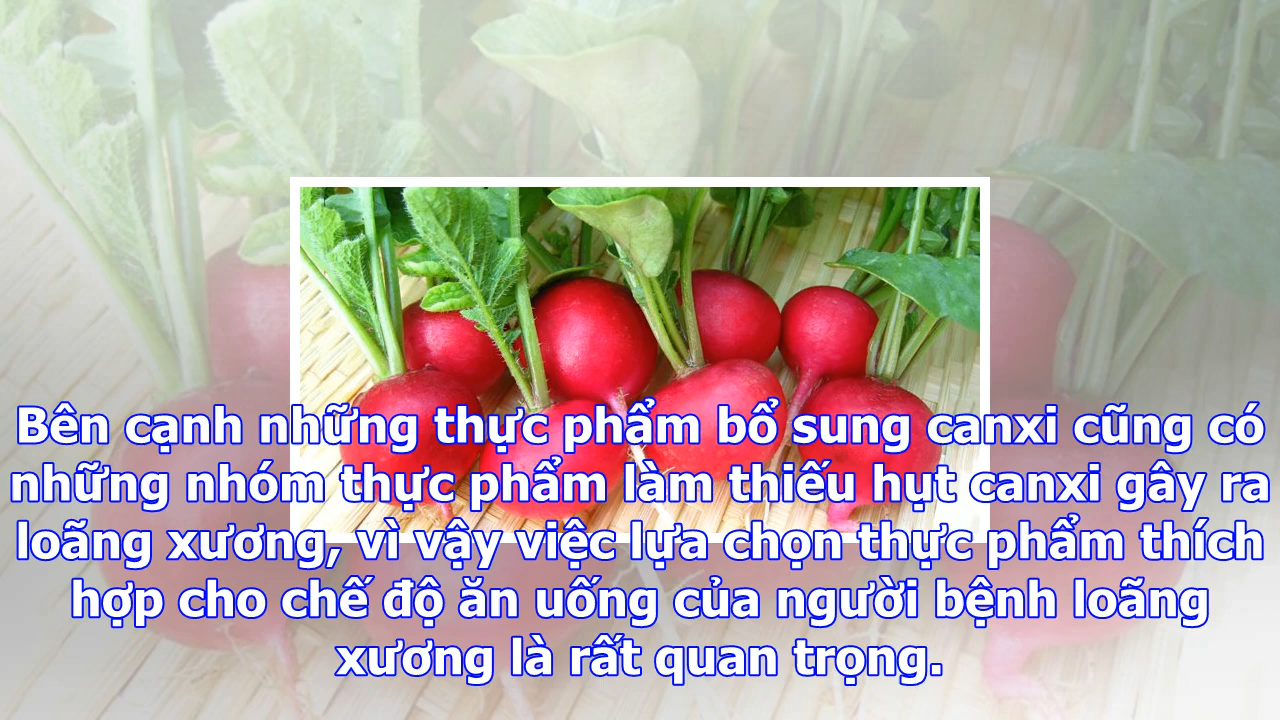 Bên cạnh những thực phẩm bổ sung canxi cũng có
những nhóm thực phẩm làm thiếu hụt canxi gây ra
loãng xương, vì vậy việc lựa chọn thực phẩm thích
hợp cho chế độ ăn uống của người bệnh loãng
xương là rất quan trọng.